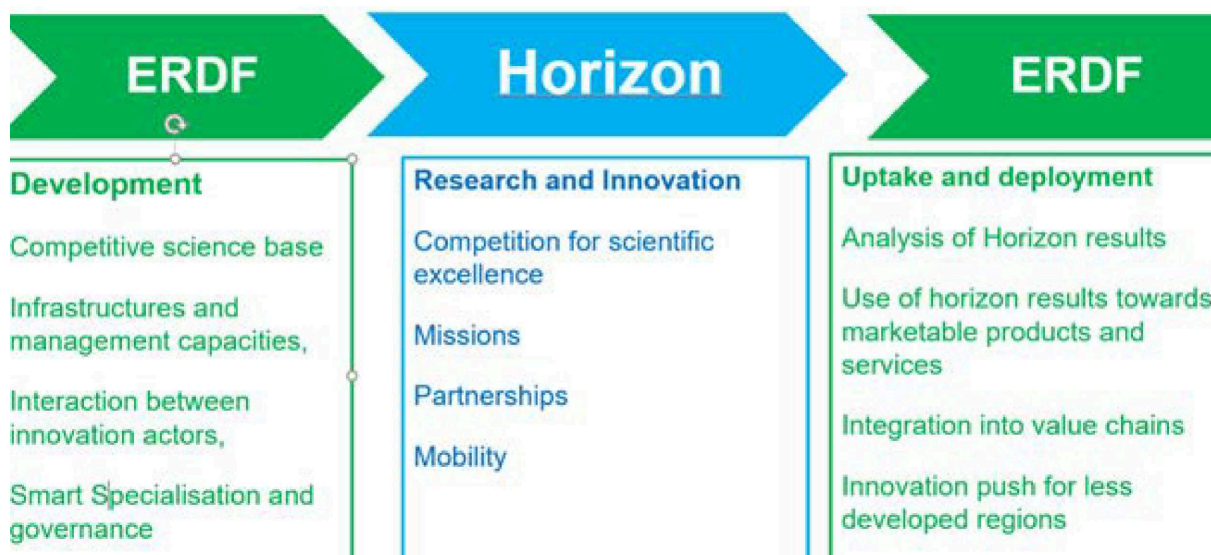 ERDF
Horizon
ERDF
Development
Competitive science base
Infrastructures and
management capacities,
Interaction between
innovation actors,
Smart Specialisation and
governance
Research and Innovation
Competition for scientific
excellence
Missions
Partnerships
Mobility
Uptake and deployment
Analysis of Horizon results
Use of horizon results towards
marketable products and
services
Integration into value chains
Innovation push for less
developed regions